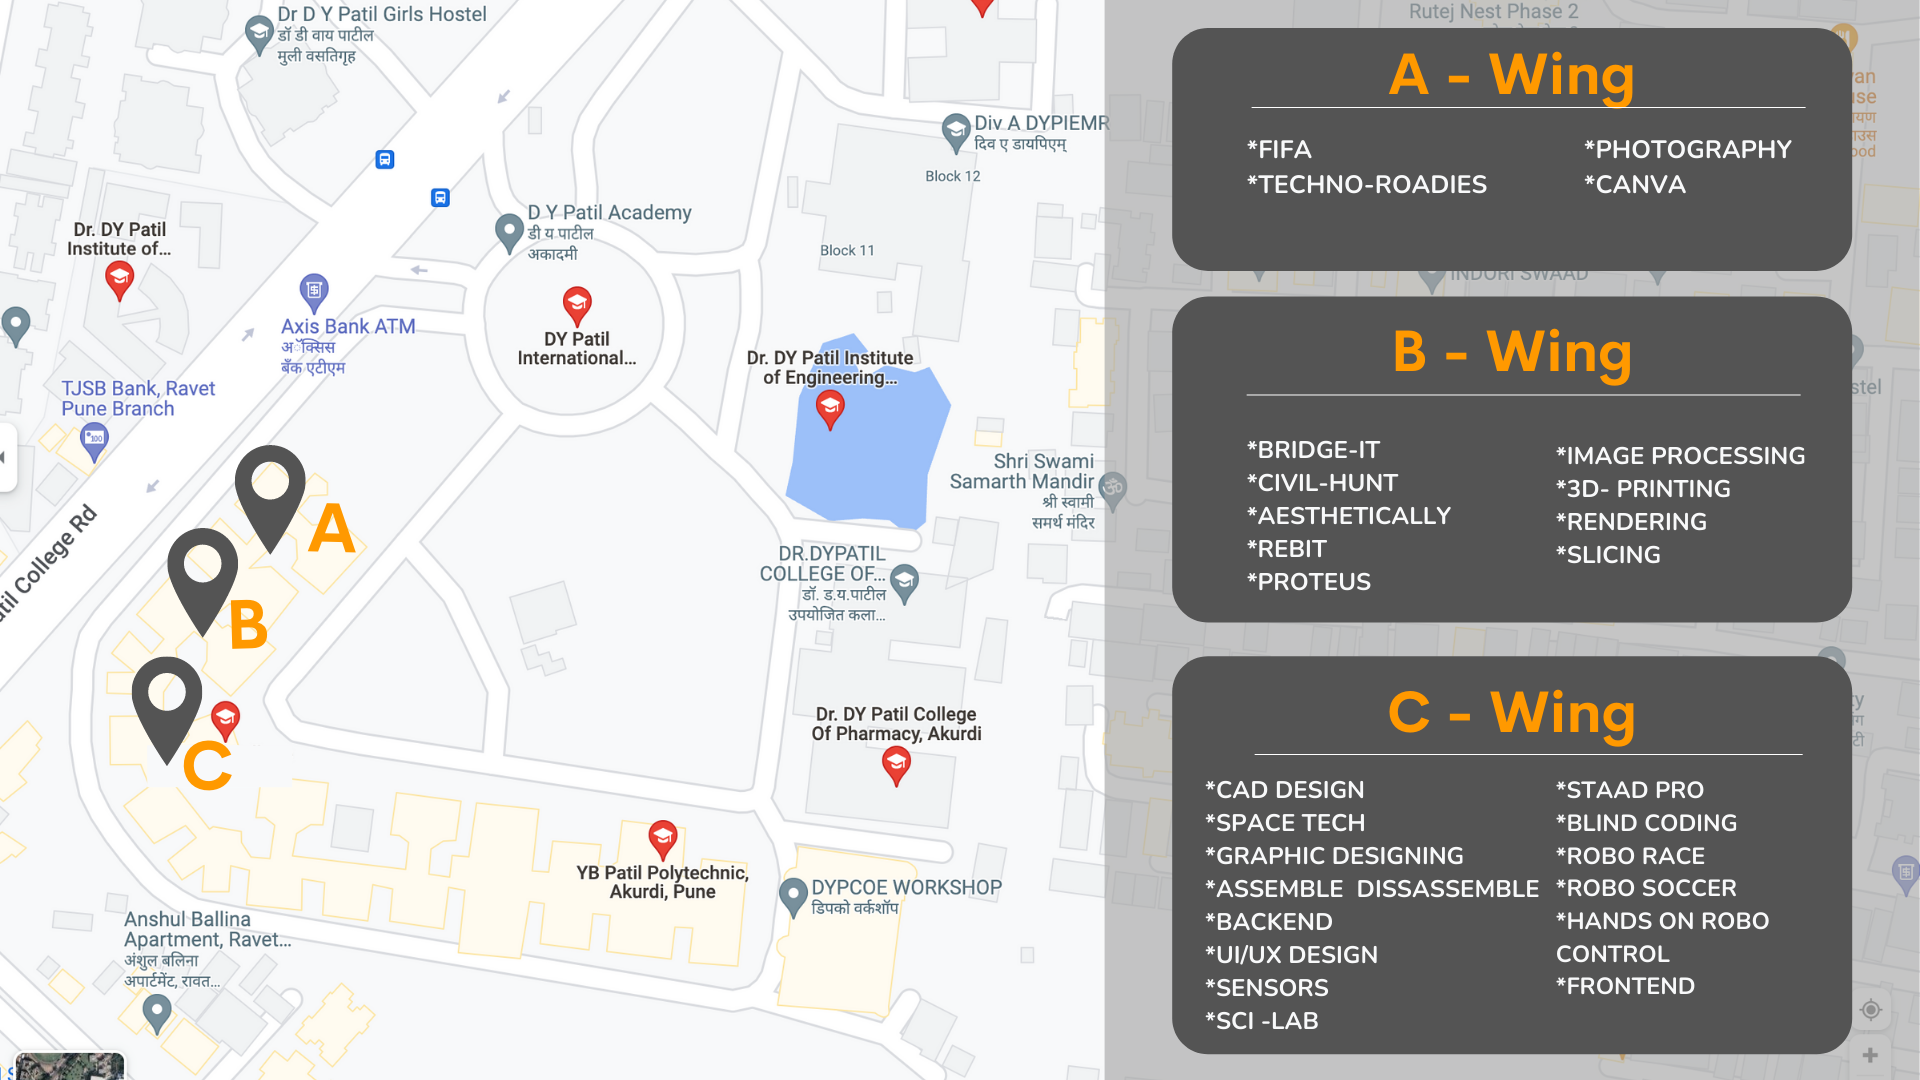 Dr D Y Patil Girls Hostel
डॉ डी वाय पाटील
मुली वसतिगृह
Dr. DY Patil
Institute of...
Axis Bank ATM
अॅक्सिस
बँक एटीएम
TJSB Bank, Ravet
Pune Branch
100
D Y Patil Academy
डी य पाटील
अकादमी
DY Patil
International...
Div A DYPIEMR
दिव ए डायपिएम्
Block 12
Block 11
Dr. DY Patil Institute
of Engineering...
Shri Swami
Samarth Mandir
श्री स्वामी
समर्थ मंदिर
DR.DYPATIL
COLLEGE OF...
डॉ. ड.य.पाटील
उपयोजित कला...
Dr. DY Patil College
Of Pharmacy, Akurdi
YB Patil Polytechnic,
Akurdi, Pune
DYPCOE WORKSHOP
डिपको वर्कशॉप
Anshul Ballina
Apartment, Ravet...
अंशुल बलिना
अपार्टमेंट, रावत...
College Rd
A
B
C
Rutej Nest Phase 2
A - Wing
*FIFA
*TECHNO-ROADIES
*PHOTOGRAPHY
*CANVA
INDORI SWAAD
B - Wing
*BRIDGE-IT
*CIVIL-HUNT
*AESTHETICALLY
*REBIT
*PROTEUS
*IMAGE PROCESSING
*3D- PRINTING
*RENDERING
*SLICING
C - Wing
*CAD DESIGN
*SPACE TECH
*GRAPHIC DESIGNING
*ASSEMBLE DISSASSEMBLE
*BACKEND
*UI/UX DESIGN
*SENSORS
*SCI -LAB
*STAAD PRO
*BLIND CODING
*ROBO RACE
*ROBO SOCCER
*HANDS ON ROBO
CONTROL
*FRONTEND